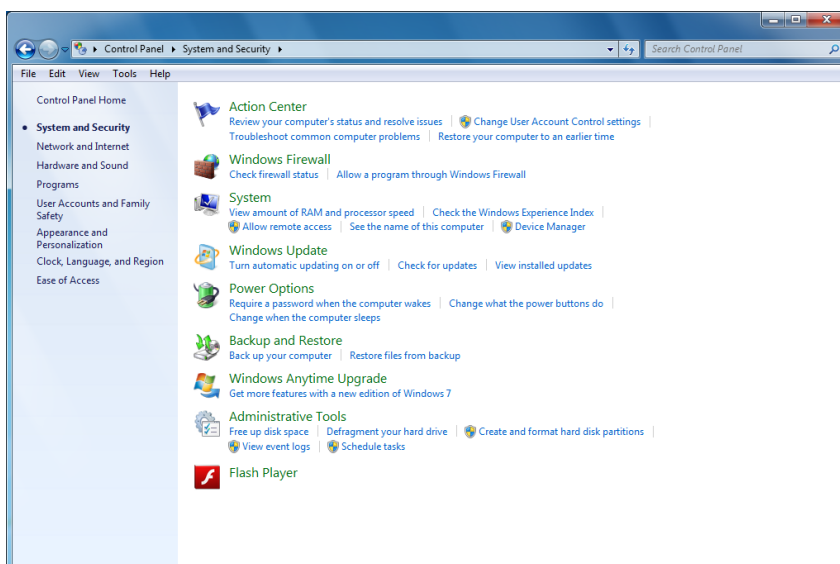 Control Panel System and Security Search Control Panel
File Edit View Tools Help
Control Panel Home
System and Security
Network and Internet
Hardware and Sound
Programs
User Accounts and Family
Safety
Appearance and
Personalization
Clock, Language, and Region
Ease of Access
Action Center
Review your computer's status and resolve issues Change User Account Control settings
Troubleshoot common computer problems Restore your computer to an earlier time
Windows Firewall
Check firewall status Allow a program through Windows Firewall
System
View amount of RAM and processor speed Check the Windows Experience Index
Allow remote access See the name of this computer Device Manager
Windows Update
Turn automatic updating on or off Check for updates View installed updates
Power Options
Require a password when the computer wakes Change what the power buttons do
Change when the computer sleeps
Backup and Restore
Back up your computer Restore files from backup
Windows Anytime Upgrade
Get more features with a new edition of Windows 7
Administrative Tools
Free up disk space Defragment your hard drive Create and format hard disk partitions
View event logs Schedule tasks
Flash Player